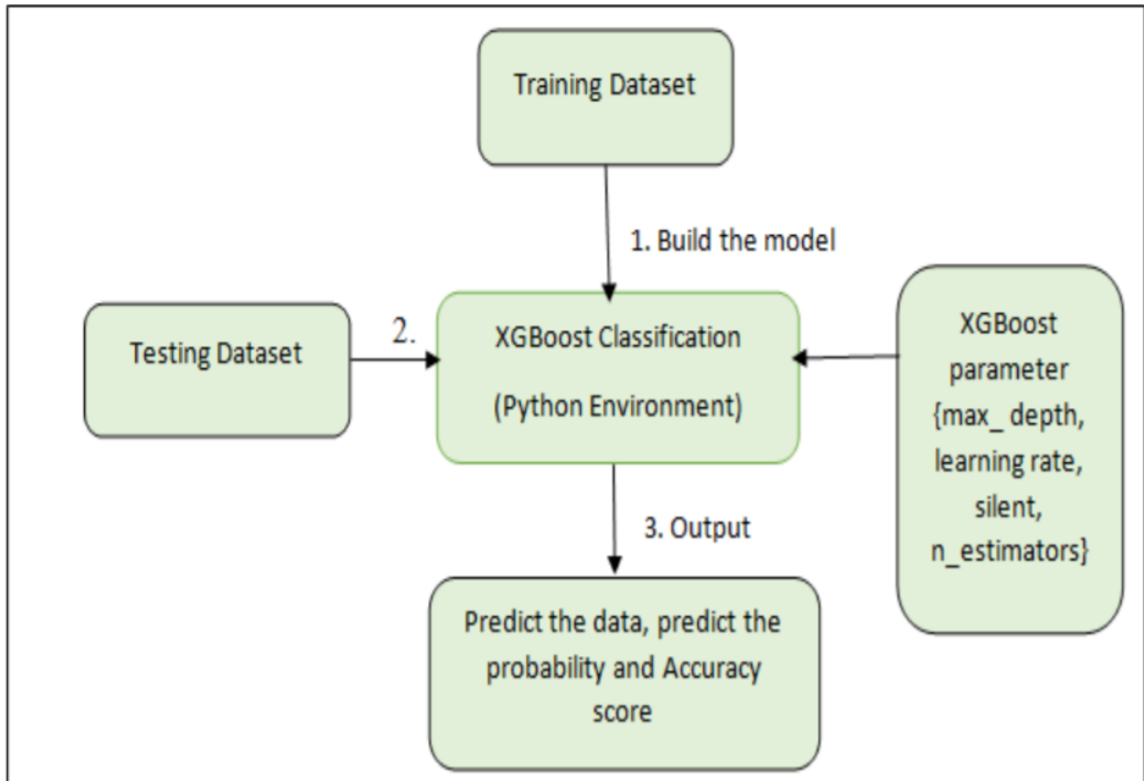 Training Dataset
1. Build the model
Testing Dataset
2.
XGBoost Classification
(Python Environment)
XGBoost
parameter
{max_ depth,
learning rate,
silent,
n_estimators}
3. Output
Predict the data, predict the
probability and Accuracy
score